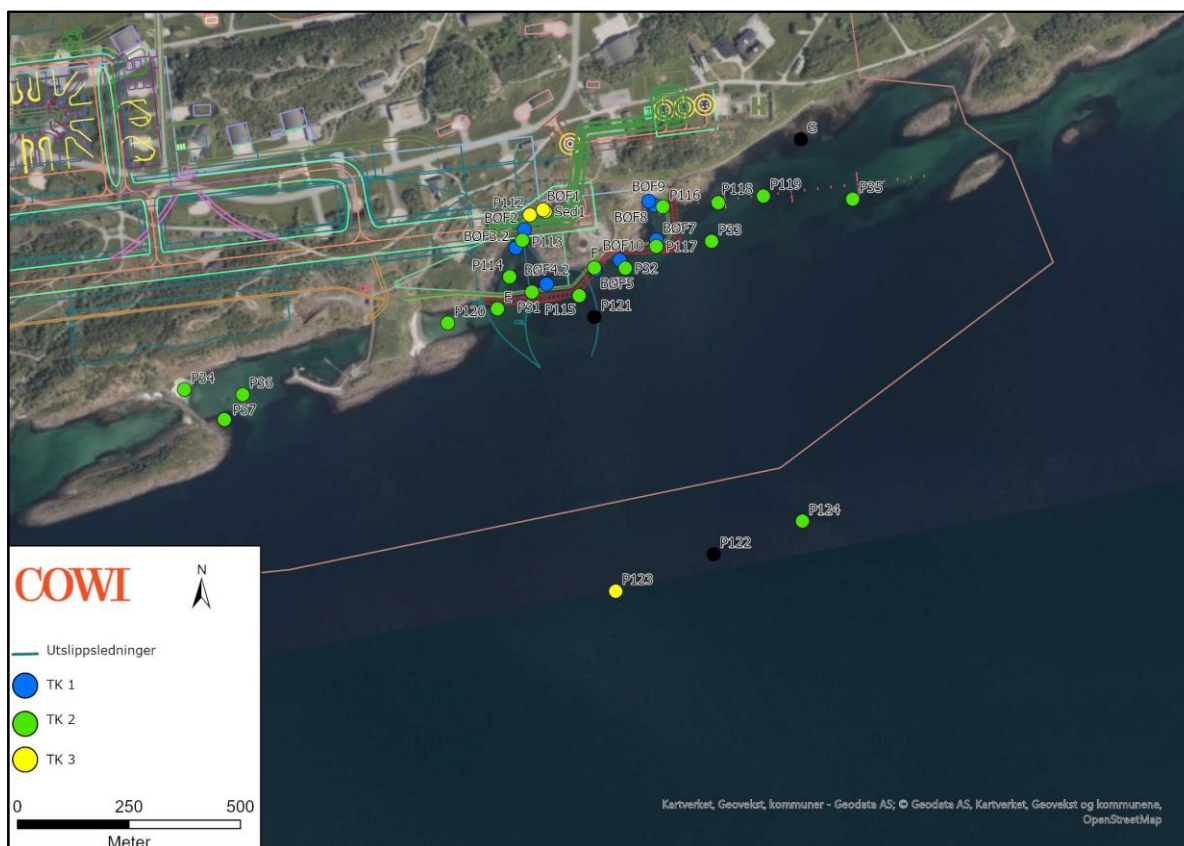 G
BØF9
P116
P118
P119
P35
BØF1
P112
Sed1
BØF2
BØF8
BØF3.2
P113
BØF7
P33
P117
BØF10
F
P114
BØF4.2
P32
BØF5
E
P31
P115
P121
P120
P34
P36
P37
P124
P122
P123
COWI
N
Utslippsledninger
TK 1
TK 2
TK 3
0 250 500
Meter
Kartverket, Geovekst, kommuner - Geodata AS; © Geodata AS, Kartverket, Geovekst og kommunene,
OpenStreetMap